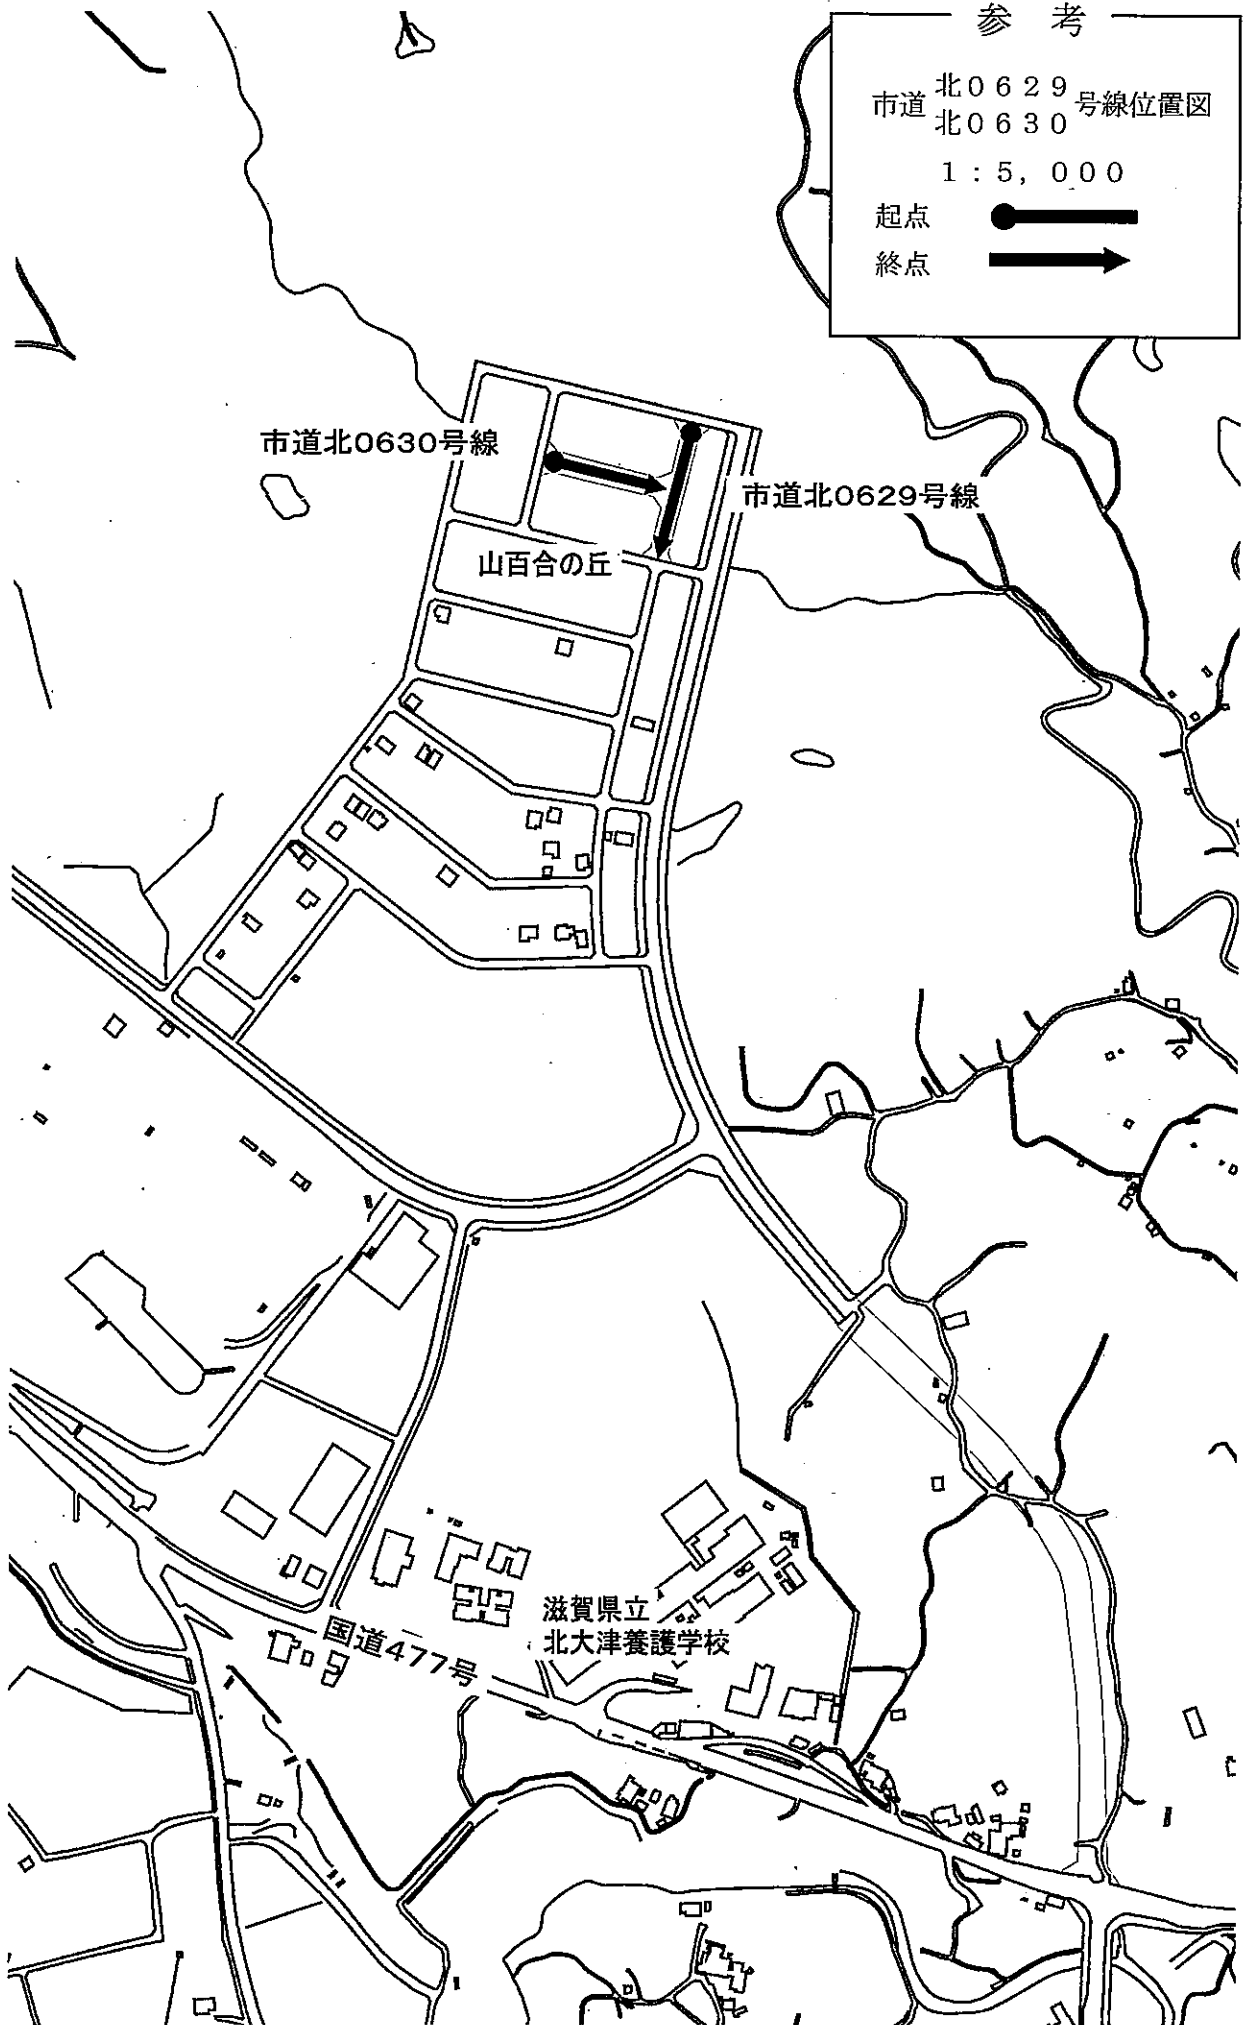 参考
市道 北０６２９ 号線位置図
北０６３０
１：５，０００
起点
終点
市道北0630号線
市道北0629号線
山百合の丘
滋賀県立
北大津養護学校
国道477号